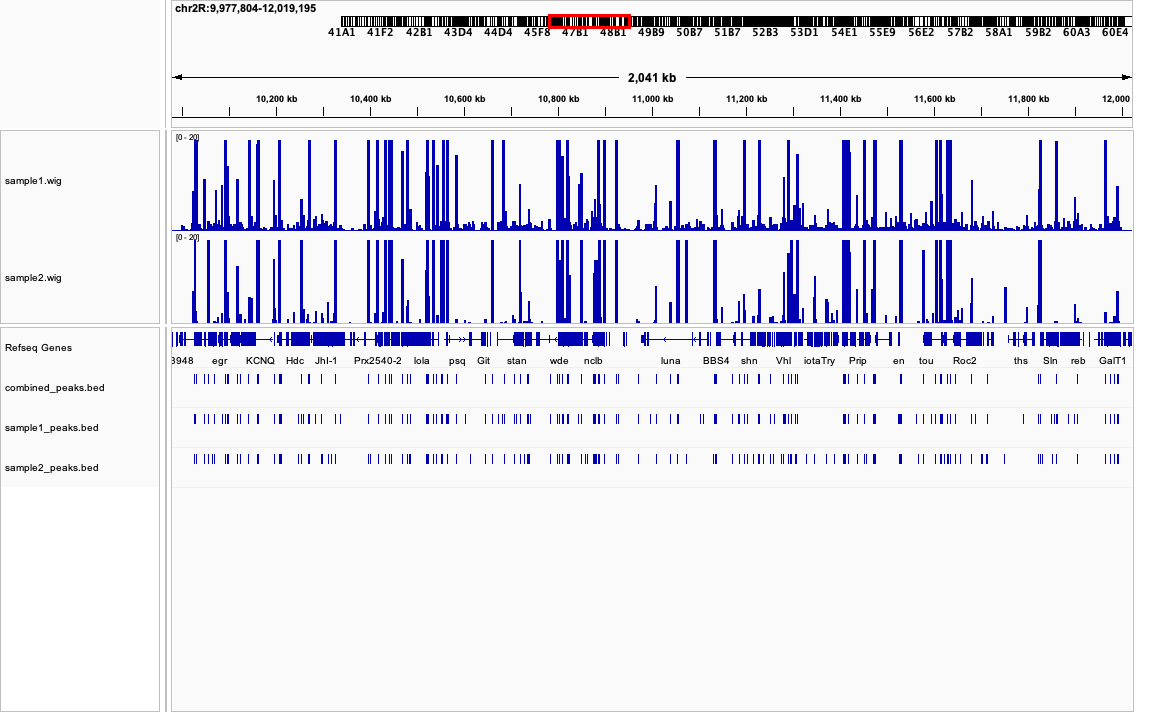 chr2R:9,977,804-12,019,195
41A1 41F2 42B1 43D4 44D4 45F8 47B1 48B1 49B9 50B7 51B7 52B3 53D1 54E1 55E9 56E2 57B2 58A1 59B2 60A3 60E4
2,041 kb
10,200 kb 10,400 kb 10,600 kb 10,800 kb 11,000 kb 11,200 kb 11,400 kb 11,600 kb 11,800 kb 12,000
[0 - 20]
sample1.wig
[0 - 20]
sample2.wig
Refseq Genes
3948 egr KCNQ Hdc Jhl-1 Prx2540-2 lola psq Git stan wde nclb luna BBS4 shn Vhl iotaTry Prip en tou Roc2 ths Sln reb GalT1
combined_peaks.bed
sample1_peaks.bed
sample2_peaks.bed